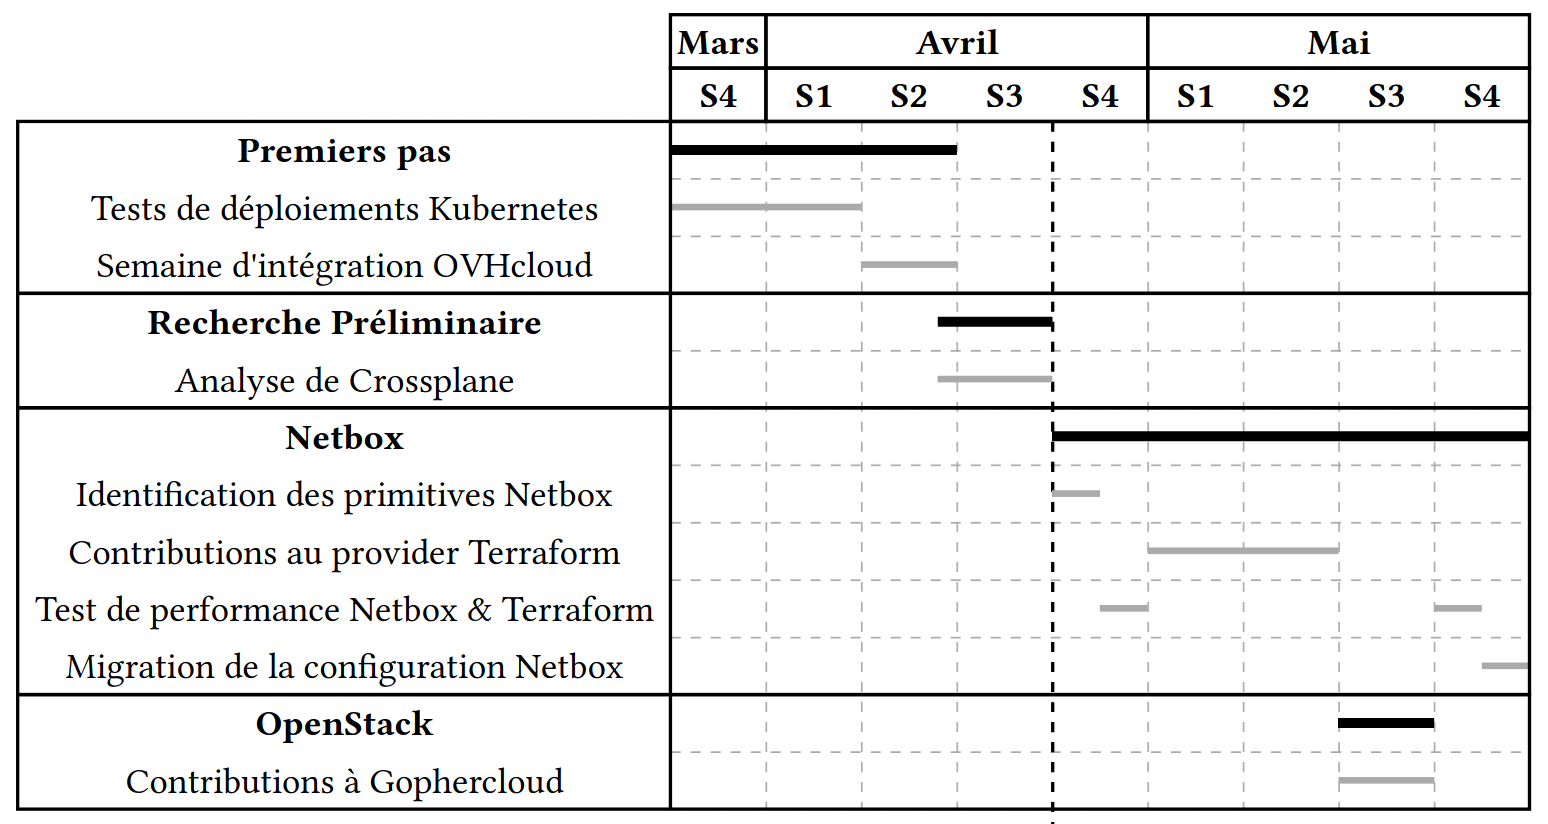 Mars Avril Mai
S4 S1 S2 S3 S4 S1 S2 S3 S4
Premiers pas
Tests de déploiements Kubernetes
Semaine d'intégration OVHcloud
Recherche Préliminaire
Analyse de Crossplane
Netbox
Identification des primitives Netbox
Contributions au provider Terraform
Test de performance Netbox & Terraform
Migration de la configuration Netbox
OpenStack
Contributions à Gophercloud